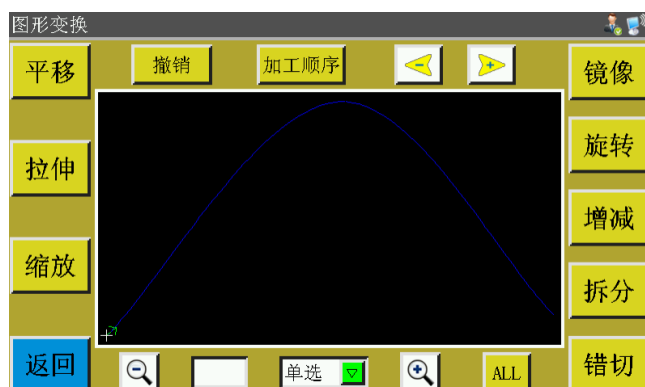 图形变换
平移
撤销
加工顺序
镜像
旋转
拉伸
增减
缩放
拆分
返回
单选
ALL
错切